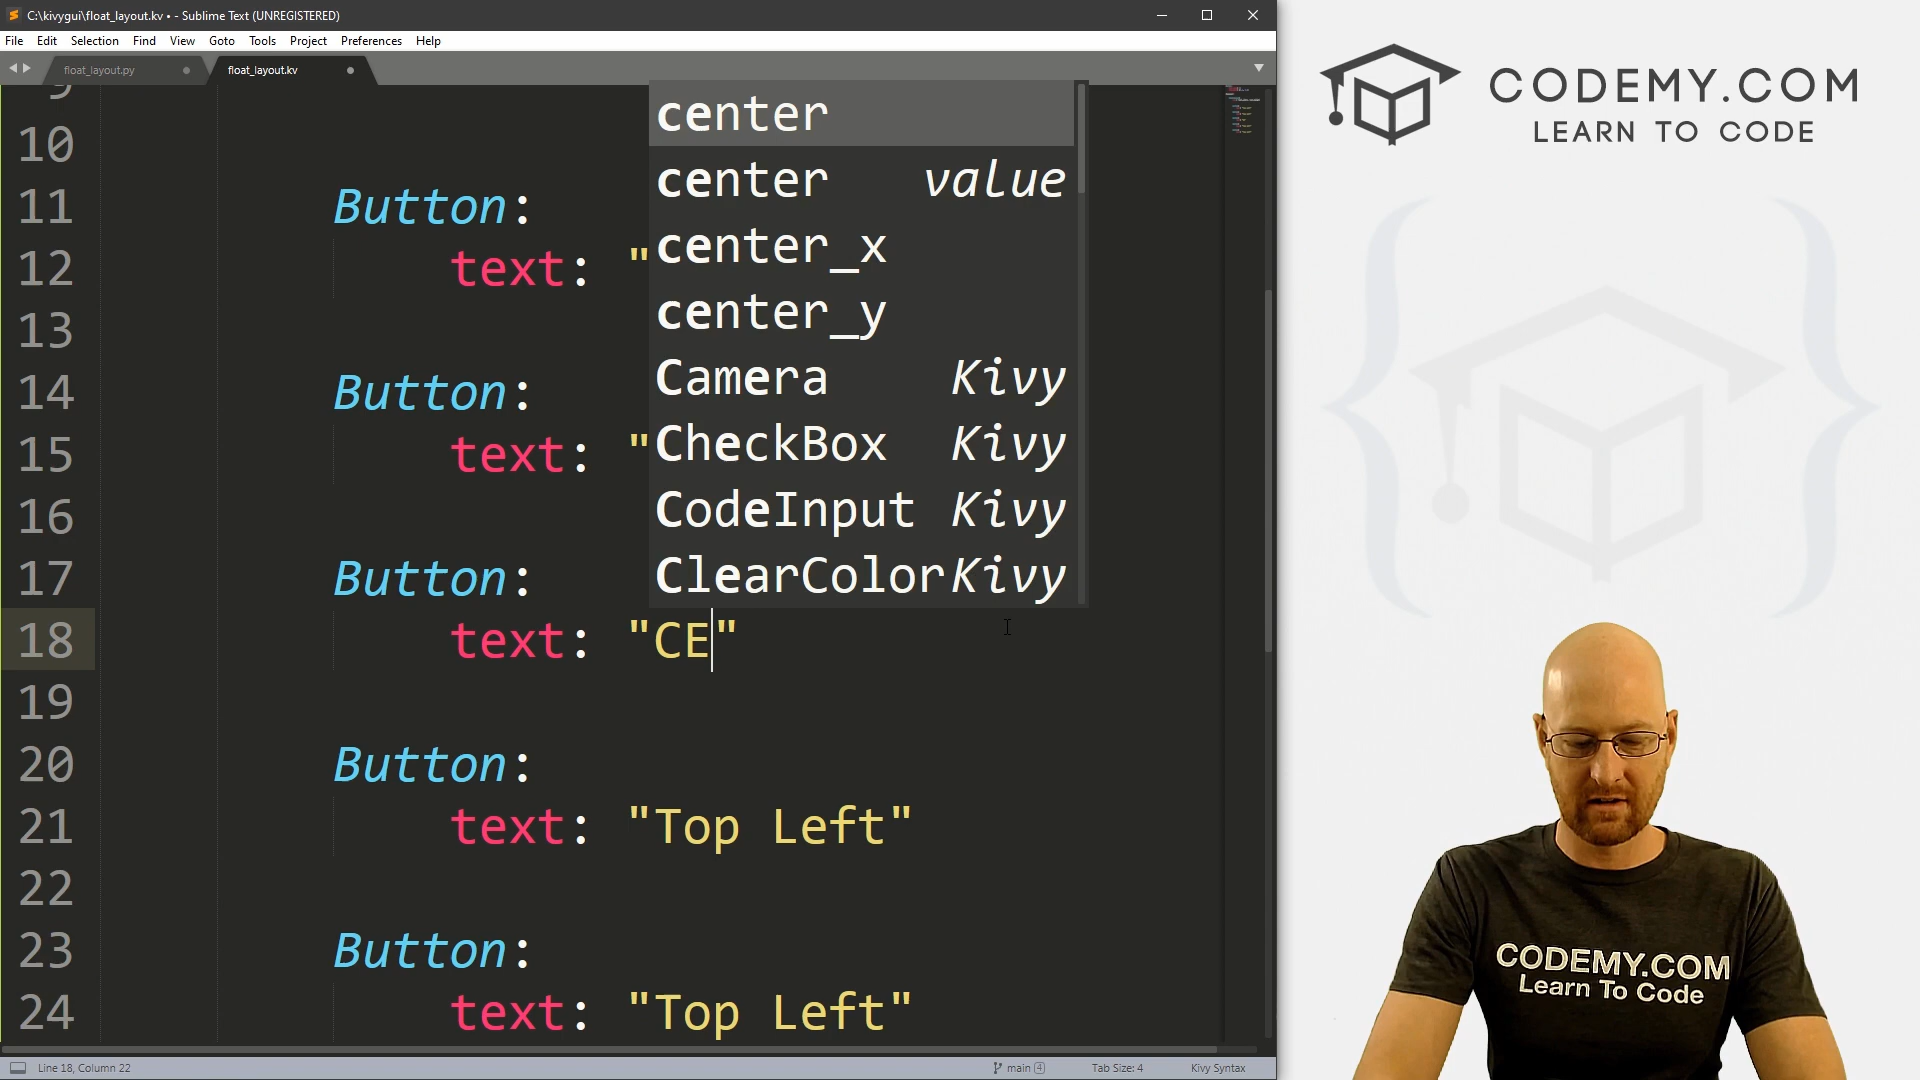 C:\kivygui\float_layout.kv • - Sublime Text (UNREGISTERED)
File Edit Selection Find View Goto Tools Project Preferences Help
float_layout.py float_layout.kv
9
10
11 Button:
12 text: "
13
14 Button:
15 text: "
16
17 Button:
18 text: "CE"
19
20 Button:
21 text: "Top Left"
22
23 Button:
24 text: "Top Left"
center
center value
center_x
center_y
Camera Kivy
CheckBox Kivy
CodeInput Kivy
ClearColor Kivy
Line 18, Column 22 main 4 Tab Size: 4 Kivy Syntax
CODEMY.COM
LEARN TO CODE
CODEMY.COM
Learn To Code